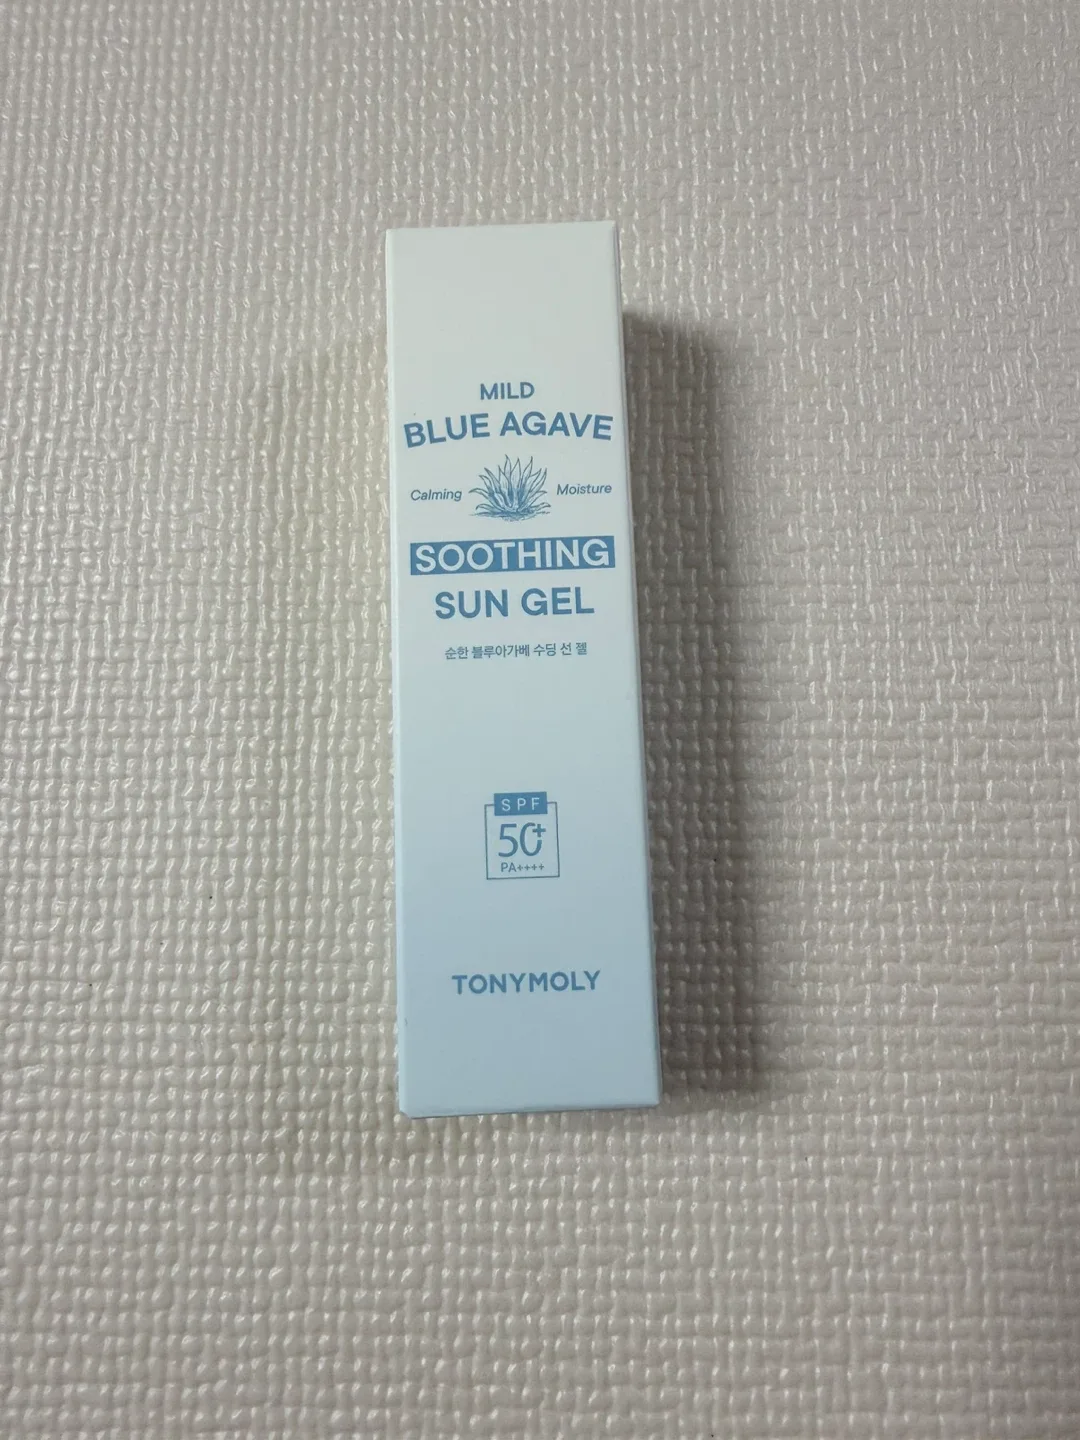 MILD
BLUE AGAVE
Calming Moisture
SOOTHING
SUN GEL
순한 블루아가베 수딩 선 젤
SPF
50+
PA++++
TONYMOLY